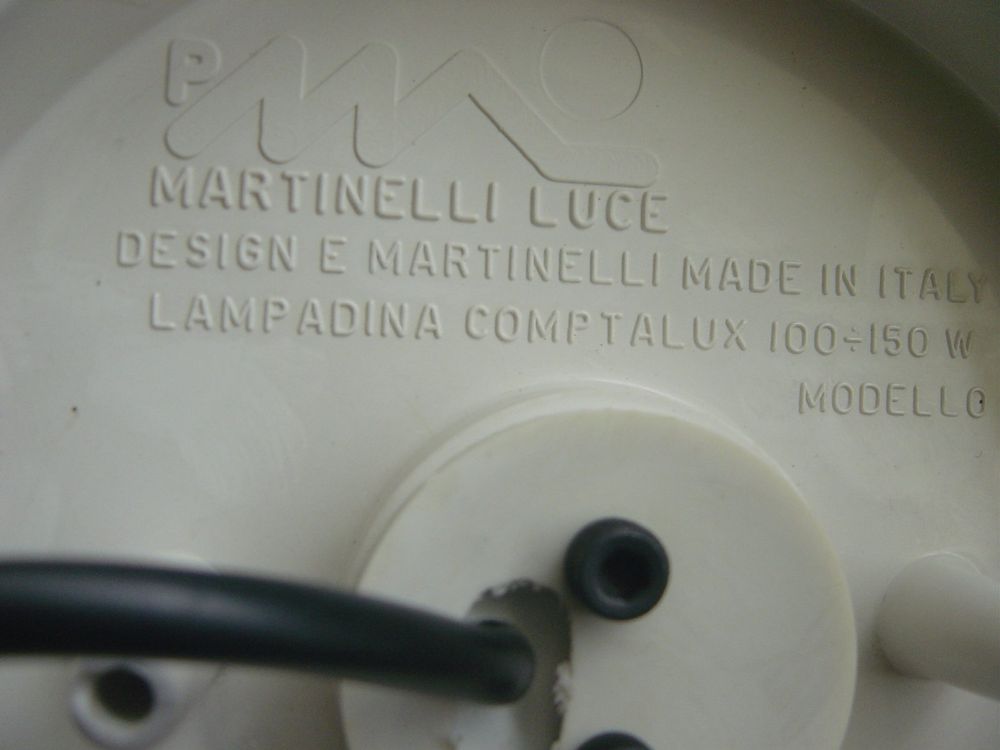 P
MARTINELLI LUCE
DESIGN E MARTINELLI MADE IN ITALY
LAMPADINA COMPTALUX 100÷150 W
MODELLO